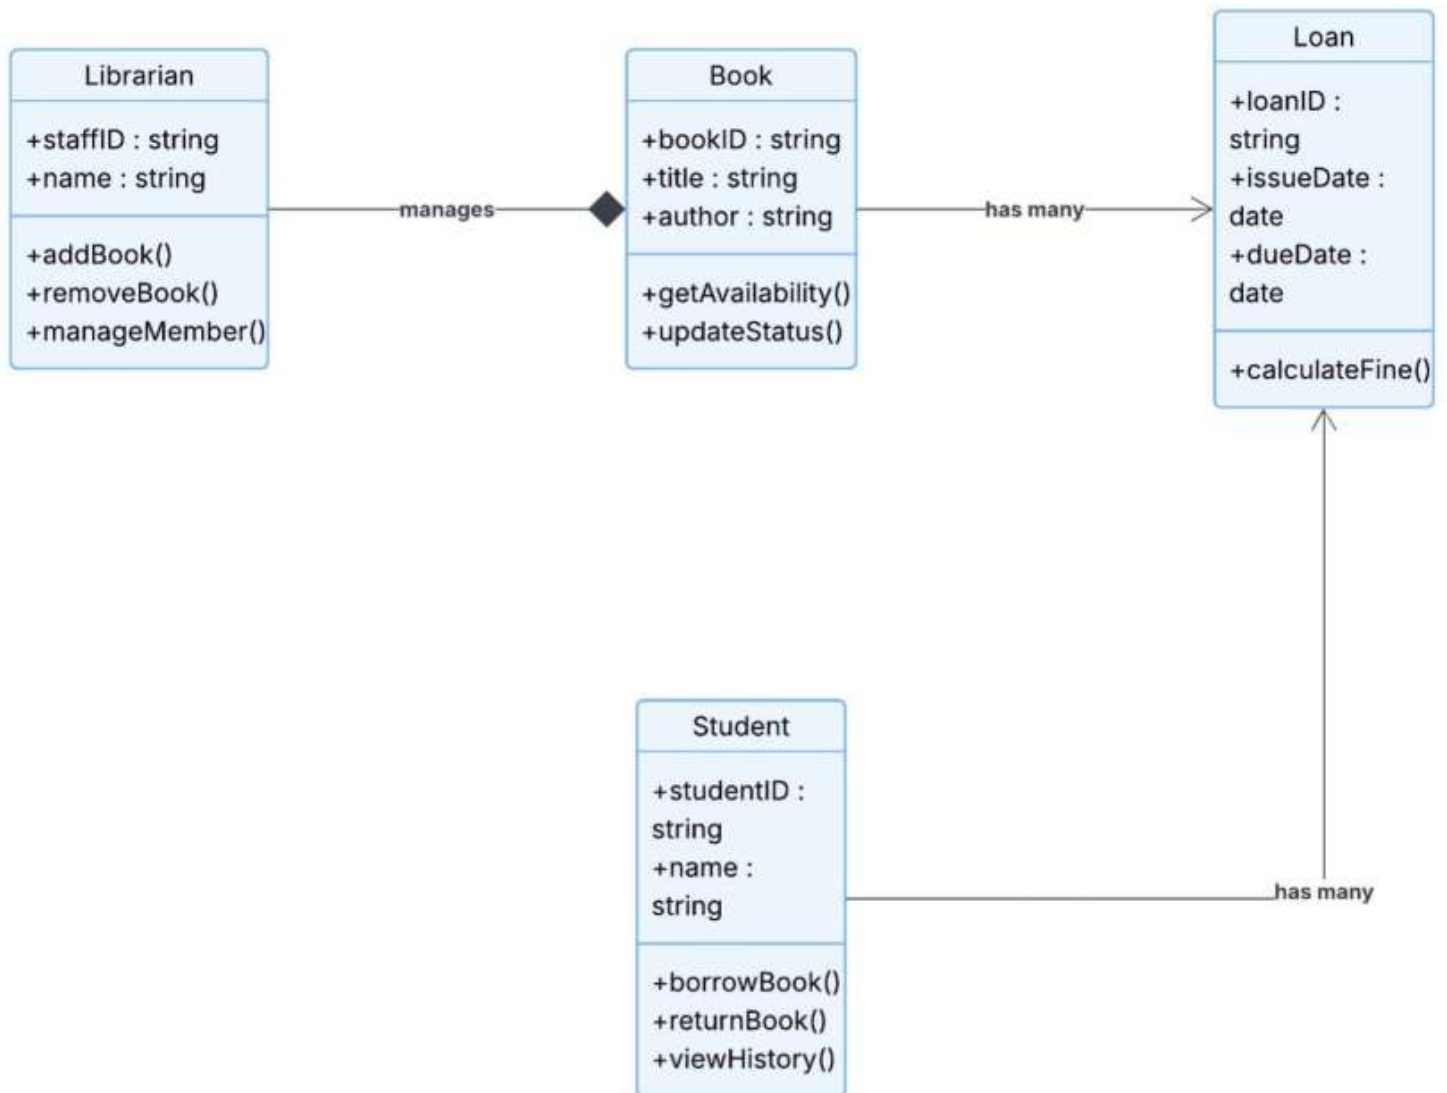 Librarian
+staffID : string
+name : string
+addBook()
+removeBook()
+manageMember()
manages
Book
+bookID : string
+title : string
+author : string
+getAvailability()
+updateStatus()
has many
Loan
+loanID :
string
+issueDate :
date
+dueDate :
date
+calculateFine()
Student
+studentID :
string
+name :
string
+borrowBook()
+returnBook()
+viewHistory()
has many